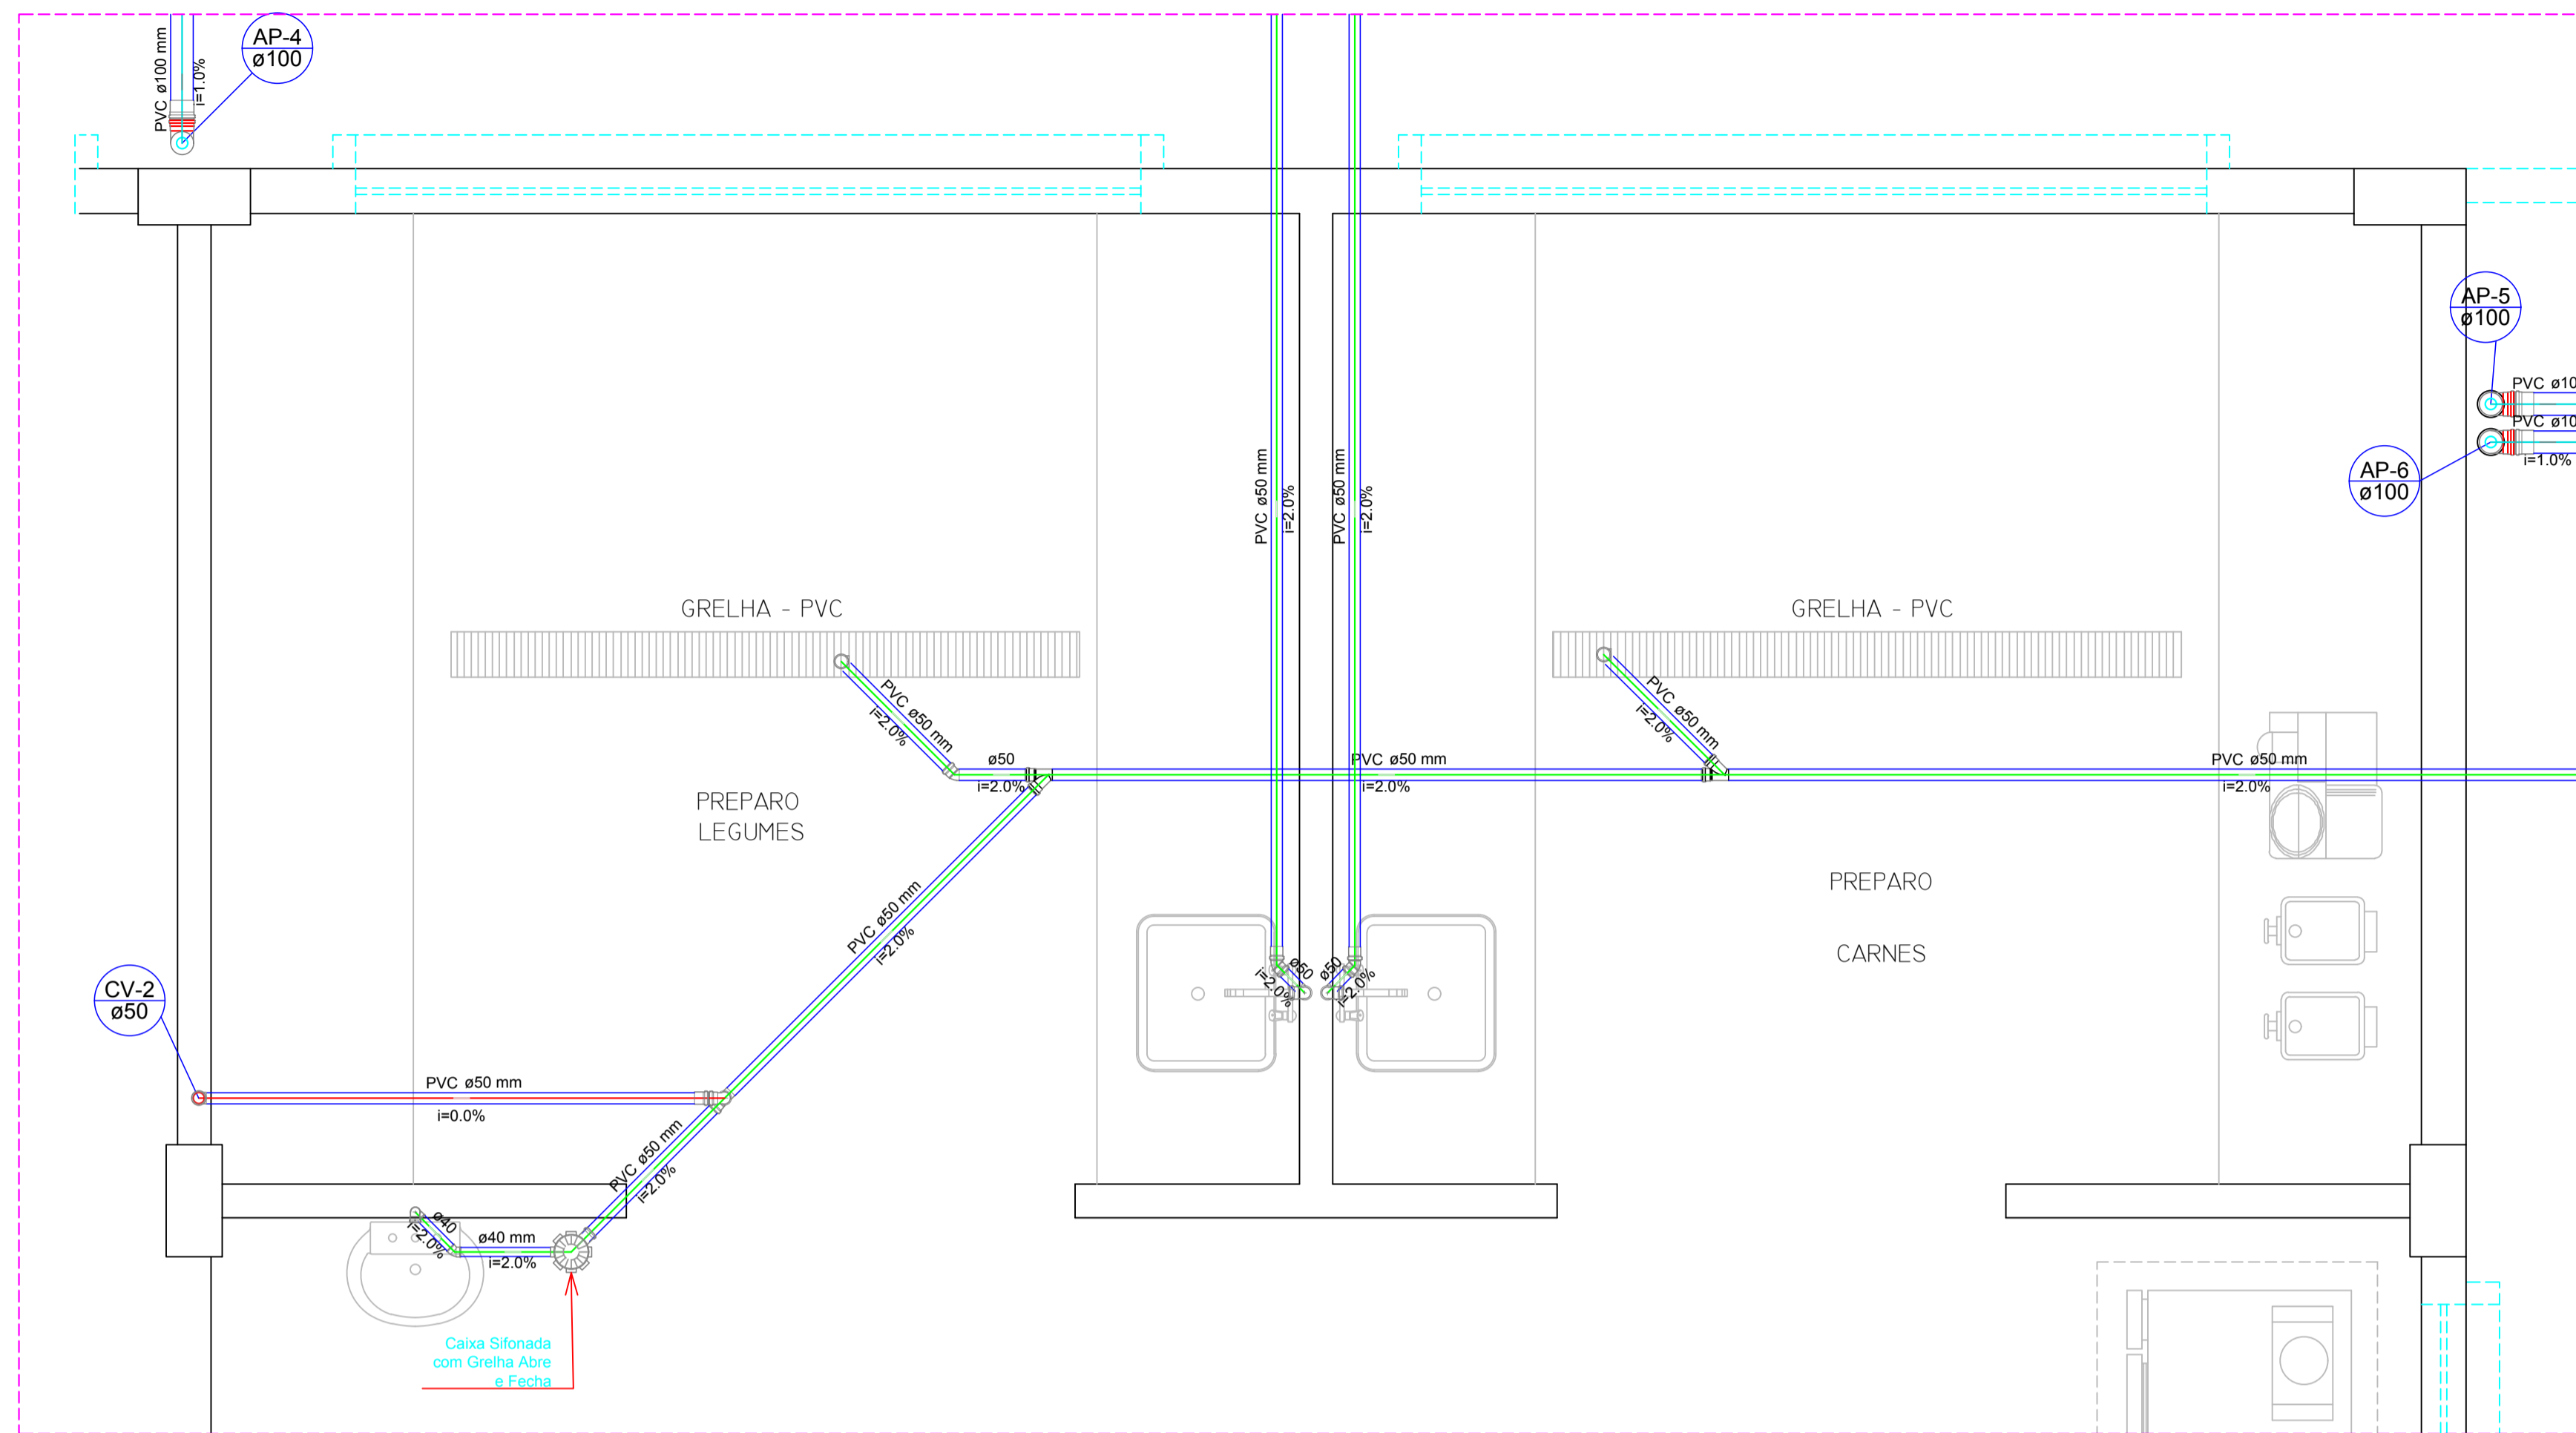 AP-4
ø100
PVC ø100 mm
i=1.0%
AP-5
ø100
PVC ø10
PVC ø10
i=1.0%
AP-6
ø100
PVC ø50 mm
i=2.0%
PVC ø50 mm
i=2.0%
GRELHA - PVC
GRELHA - PVC
PVC ø50 mm
i=2.0%
PVC ø50 mm
i=2.0%
ø50
i=2.0%
PVC ø50 mm
i=2.0%
PVC ø50 mm
i=2.0%
PREPARO
LEGUMES
PREPARO
CARNES
PVC ø50 mm
i=2.0%
ø50
i=2.0%
ø50
i=2.0%
CV-2
ø50
PVC ø50 mm
i=0.0%
PVC ø50 mm
i=2.0%
ø40
i=2.0%
ø40 mm
i=2.0%
Caixa Sifonada
com Grelha Abre
e Fecha